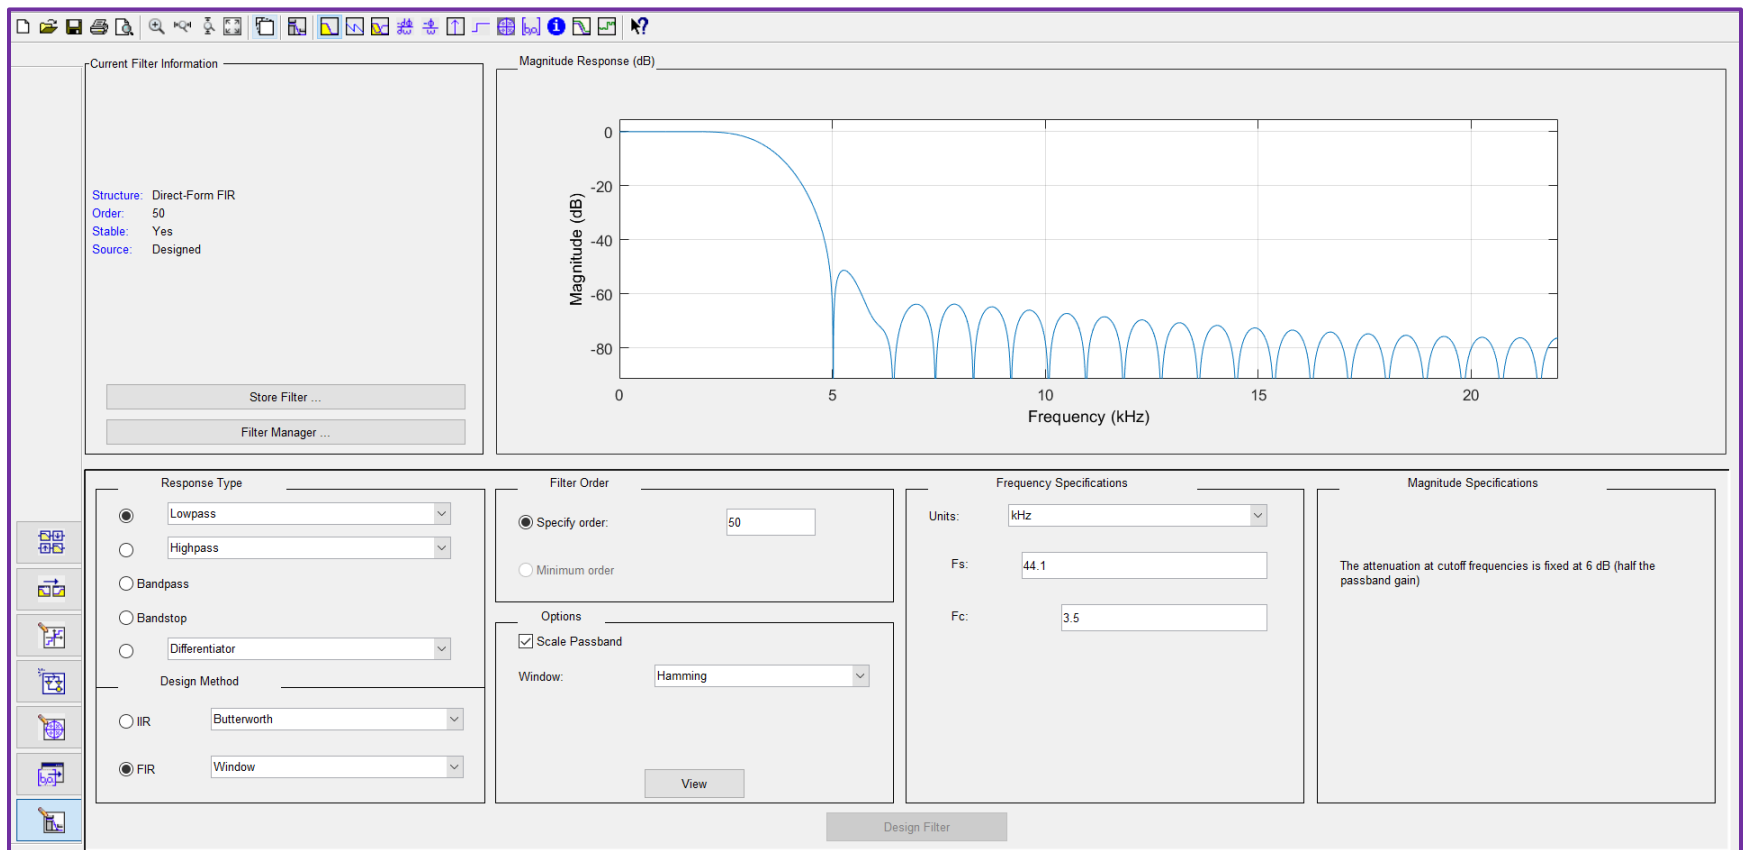 Current Filter Information
Structure: Direct-Form FIR
Order: 50
Stable: Yes
Source: Designed
Store Filter ...
Filter Manager ...
Magnitude Response (dB)
0
-20
-40
-60
-80
Magnitude (dB)
0 5 10 15 20
Frequency (kHz)
Response Type
Lowpass
Highpass
Bandpass
Bandstop
Differentiator
Design Method
IIR Butterworth
FIR Window
Filter Order
Specify order: 50
Minimum order
Options
Scale Passband
Window: Hamming
View
Frequency Specifications
Units: kHz
Fs: 44.1
Fc: 3.5
Magnitude Specifications
The attenuation at cutoff frequencies is fixed at 6 dB (half the
passband gain)
Design Filter